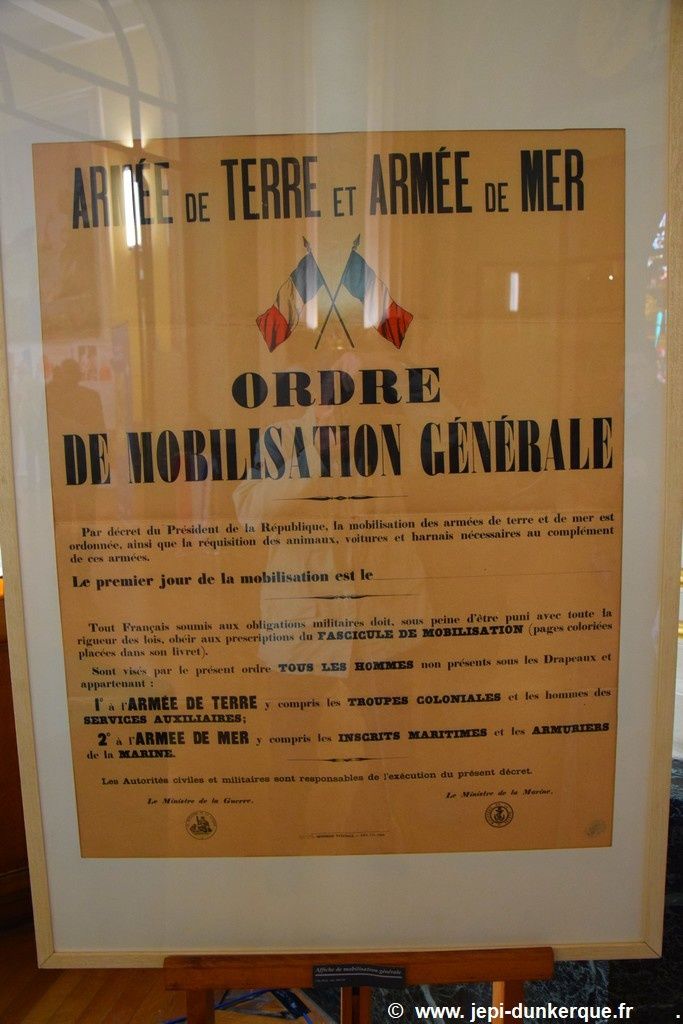 ARMÉE DE TERRE ET ARMÉE DE MER
ORDRE
DE MOBILISATION GÉNÉRALE
Par décret du Président de la République, la mobilisation des armées de terre et de mer est
ordonnée, ainsi que la réquisition des animaux, voitures et harnais nécessaires au complément
de ces armées.
Le premier jour de la mobilisation est le
Tout Français soumis aux obligations militaires doit, sous peine d'être puni avec toute la
rigueur des lois, obéir aux prescriptions du FASCICULE DE MOBILISATION (pages coloriées
placées dans son livret).
Sont visés par le présent ordre TOUS LES HOMMES non présents sous les Drapeaux et
appartenant :
1° à l'ARMÉE DE TERRE y compris les TROUPES COLONIALES et les hommes des
SERVICES AUXILIAIRES;
2° à l'ARMEE DE MER y compris les INSCRITS MARITIMES et les ARMURIERS
de la MARINE.
Les Autorités civiles et militaires sont responsables de l'exécution du présent décret.
Le Ministre de la Guerre,
Le Ministre de la Marine,
Affiche de mobilisation générale
© www.jepi-dunkerque.fr